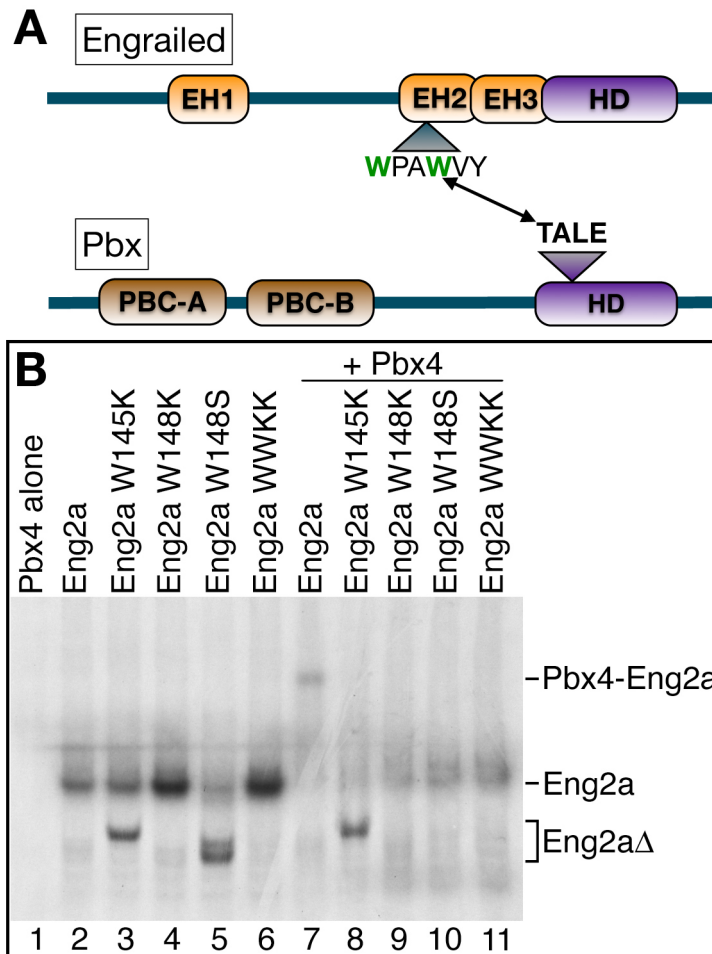 A
Engrailed
EH1
EH2
EH3
HD
WPAWVY
Pbx
TALE
PBC-A
PBC-B
HD
B
+ Pbx4
Pbx4 alone
Eng2a
Eng2a W145K
Eng2a W148K
Eng2a W148S
Eng2a WWKK
Eng2a
Eng2a W145K
Eng2a W148K
Eng2a W148S
Eng2a WWKK
Pbx4-Eng2a
Eng2a
Eng2aΔ
1 2 3 4 5 6 7 8 9 10 11